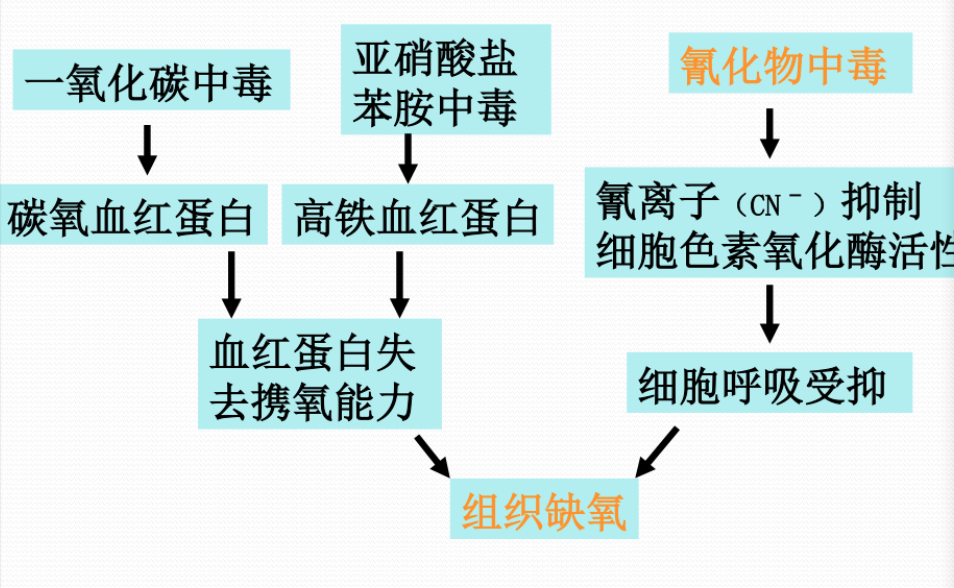 一氧化碳中毒
亚硝酸盐
苯胺中毒
氰化物中毒
碳氧血红蛋白
高铁血红蛋白
氰离子（CN⁻）抑制
细胞色素氧化酶活性
血红蛋白失
去携氧能力
细胞呼吸受抑
组织缺氧